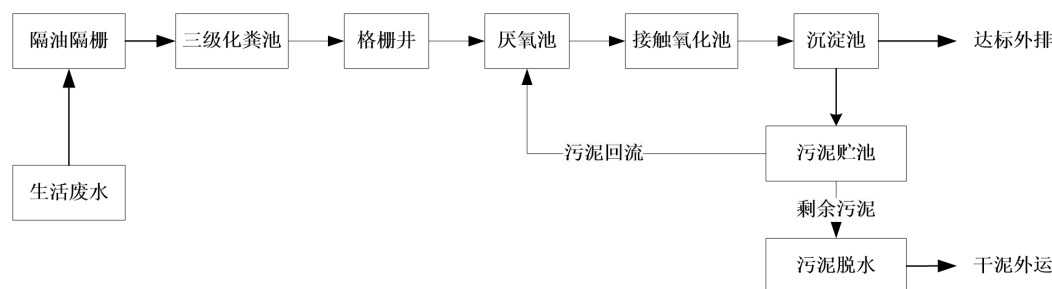 隔油隔栅
三级化粪池
格栅井
厌氧池
接触氧化池
沉淀池
达标外排
污泥回流
污泥贮池
生活废水
剩余污泥
污泥脱水
干泥外运